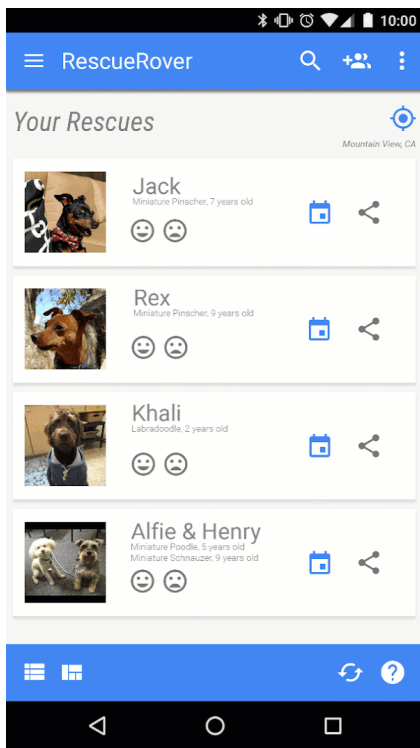 10:00
RescueRover
Your Rescues
Mountain View, CA
Jack
Miniature Pinscher, 7 years old
Rex
Miniature Pinscher, 9 years old
Khali
Labradoodle, 2 years old
Alfie & Henry
Miniature Poodle, 5 years old
Miniature Schnauzer, 9 years old